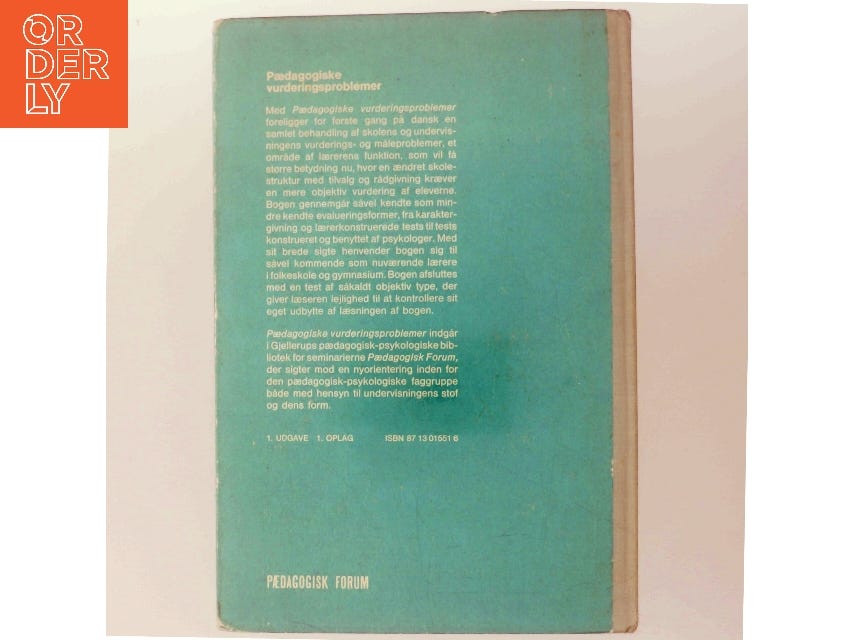 OR
DER
LY
Pædagogiske
vurderingsproblemer
Med Pædagogiske vurderingsproblemer
foreligger for første gang på dansk en
samlet behandling af skolens og undervis-
ningens vurderings- og måleproblemer, et
område af lærerens funktion, som vil få
større betydning nu, hvor en ændret skole-
struktur med tilvalg og rådgivning kræver
en mere objektiv vurdering af eleverne.
Bogen gennemgår såvel kendte som min-
dre kendte evalueringsformer, fra karakter-
givning og lærerkonstruerede tests til tests
konstrueret og benyttet af psykologer. Med
sit brede sigte henvender bogen sig til
såvel kommende som nuværende lærere
i folkeskole og gymnasium. Bogen afsluttes
med en test af såkaldt objektiv type, der
giver læseren lejlighed til at kontrollere sit
eget udbytte af læsningen af bogen.
Pædagogiske vurderingsproblemer indgår
i Gjellerups pædagogisk-psykologiske bib-
liotek for seminarierne Pædagogisk Forum,
der sigter mod en nyorientering inden for
den pædagogisk-psykologiske faggruppe
både med hensyn til undervisningens stof
og dens form.
1. UDGAVE 1. OPLAG ISBN 87 13 01551 6
PÆDAGOGISK FORUM